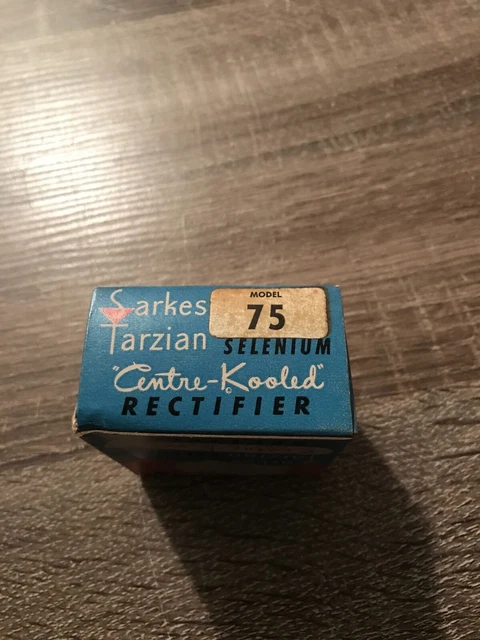 Sarkes
Tarzian
MODEL
75
SELENIUM
"Centre-Kooled"
©
RECTIFIER